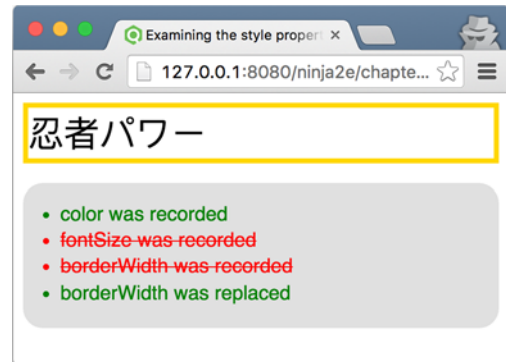 Examining the style propert
127.0.0.1:8080/ninja2e/chapte...
忍者パワー
color was recorded
fontSize was recorded
borderWidth was recorded
borderWidth was replaced